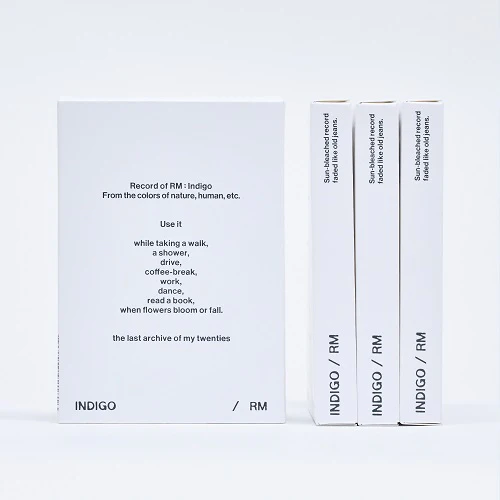 Record of RM : Indigo
From the colors of nature, human, etc.
Use it
while taking a walk,
a shower,
drive,
coffee-break,
work,
dance,
read a book,
when flowers bloom or fall.
the last archive of my twenties
INDIGO / RM
Sun-bleached record
faded like old jeans.
INDIGO / RM
Sun-bleached record
faded like old jeans.
INDIGO / RM
Sun-bleached record
faded like old jeans.
INDIGO / RM